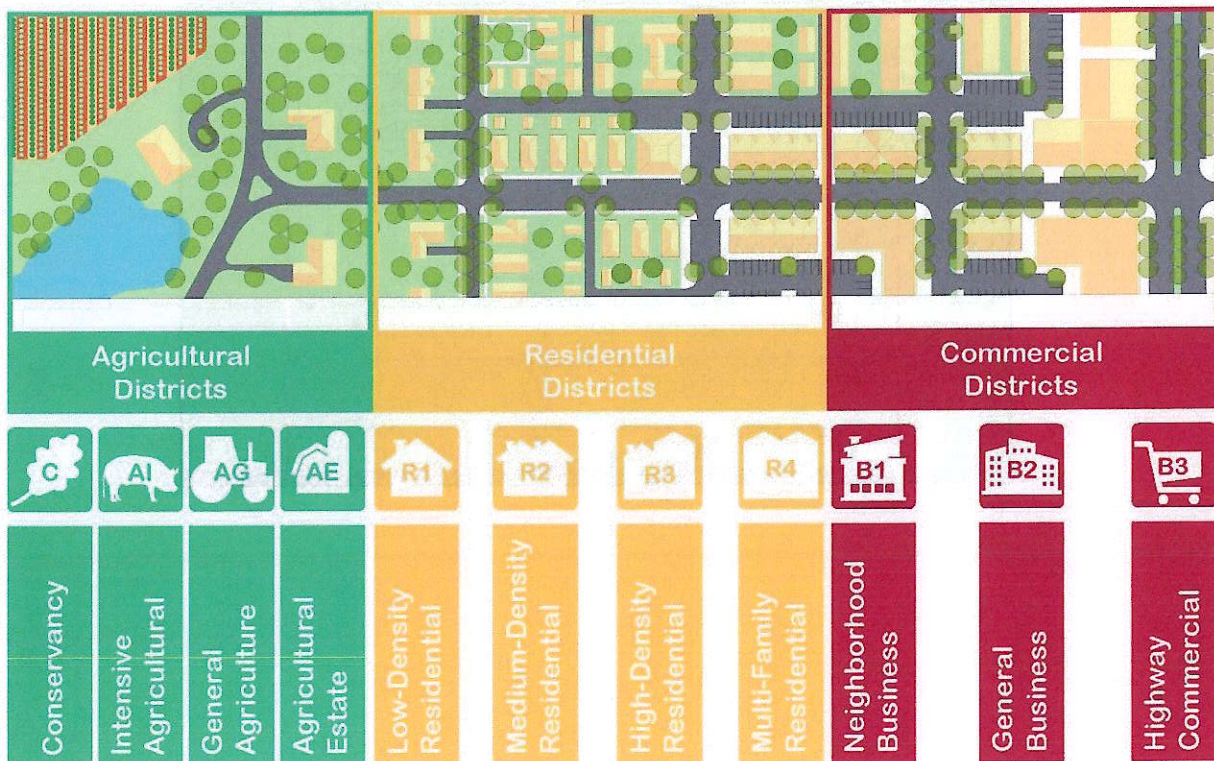 Agricultural
Districts
Residential
Districts
Commercial
Districts
C
AI
AG
AE
R1
R2
R3
R4
B1
B2
B3
Conservancy
Intensive
Agricultural
General
Agriculture
Agricultural
Estate
Low-Density
Residential
Medium-Density
Residential
High-Density
Residential
Multi-Family
Residential
Neighborhood
Business
General
Business
Highway
Commercial